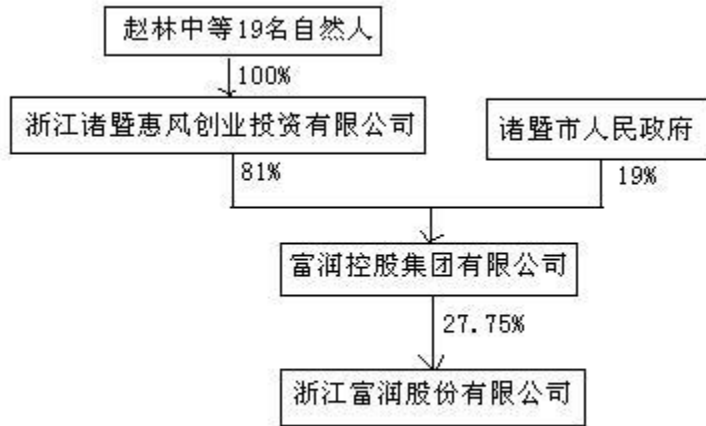 赵林中等19名自然人
100%
浙江诸暨惠风创业投资有限公司
诸暨市人民政府
81%
19%
富润控股集团有限公司
27.75%
浙江富润股份有限公司